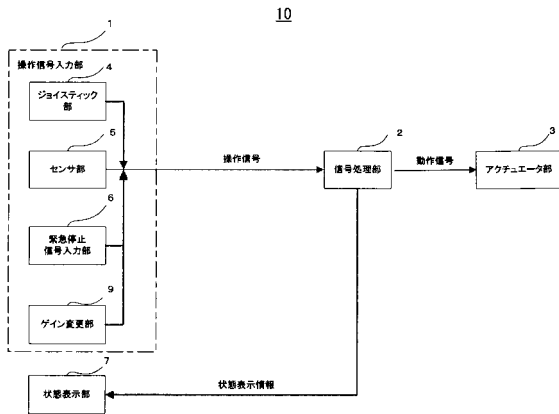 10
1
操作信号入力部
4
ジョイスティック
部
5
センサ部
6
緊急停止
信号入力部
9
ゲイン変更部
操作信号
2
信号処理部
動作信号
3
アクチュエータ部
7
状態表示部
状態表示情報